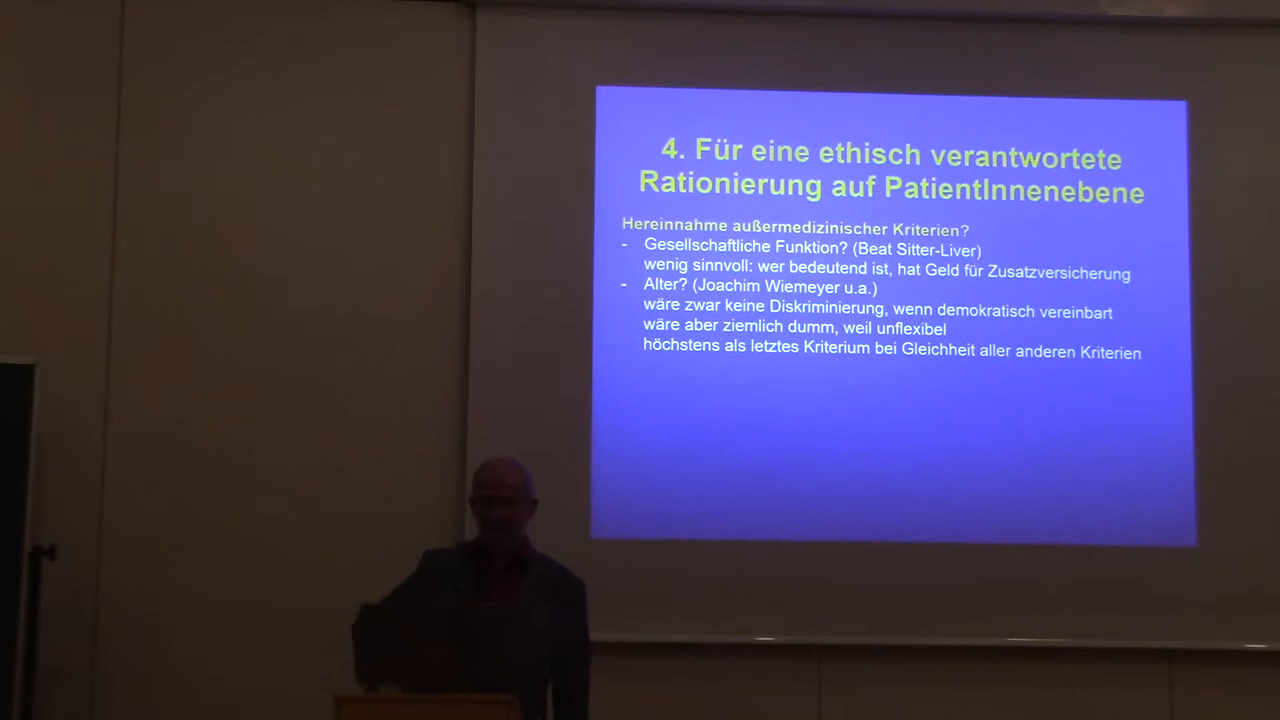 4. Für eine ethisch verantwortete
Rationierung auf PatientInnenebene
Hereinnahme außermedizinischer Kriterien?
- Gesellschaftliche Funktion? (Beat Sitter-Liver)
wenig sinnvoll: wer bedeutend ist, hat Geld für Zusatzversicherung
- Alter? (Joachim Wiemeyer u.a.)
wäre zwar keine Diskriminierung, wenn demokratisch vereinbart
wäre aber ziemlich dumm, weil unflexibel
höchstens als letztes Kriterium bei Gleichheit aller anderen Kriterien